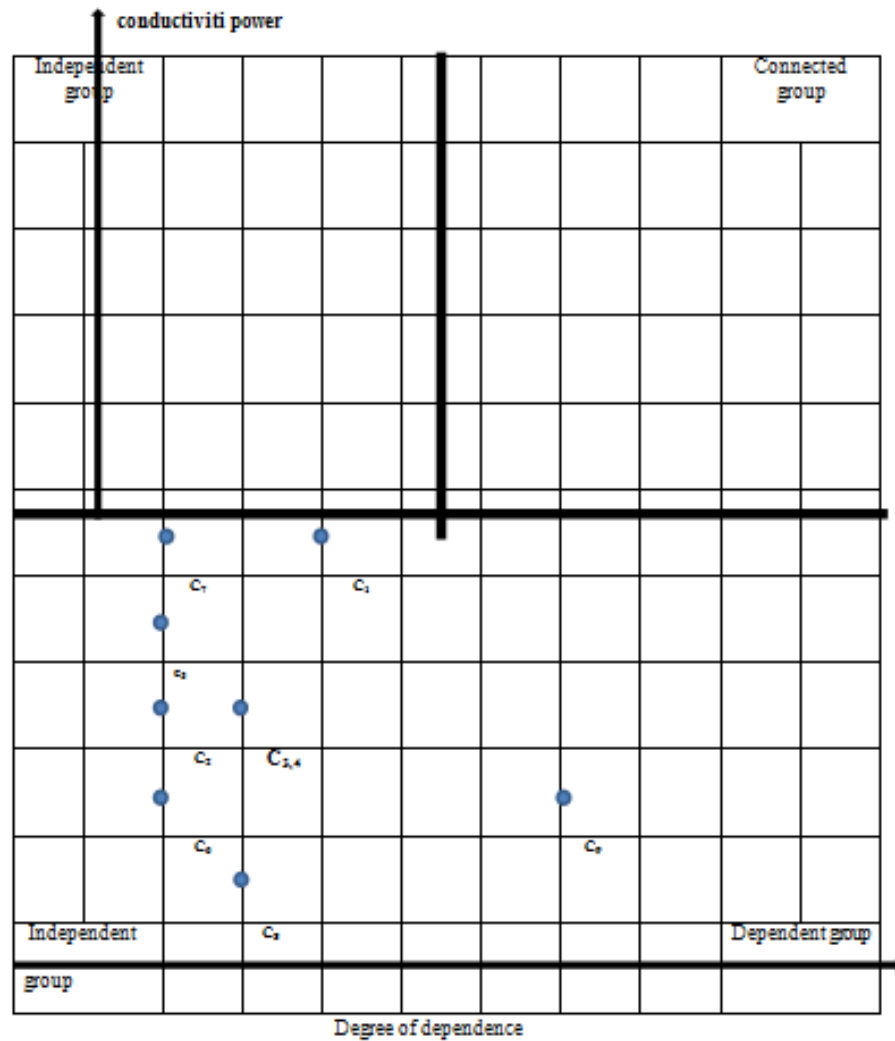 conductiviti power
Independent
group
Connected
group
C₇
C₁
C₂
C₃,₄
C₆
C₉
Independent
C₈
Dependent group
group
Degree of dependence